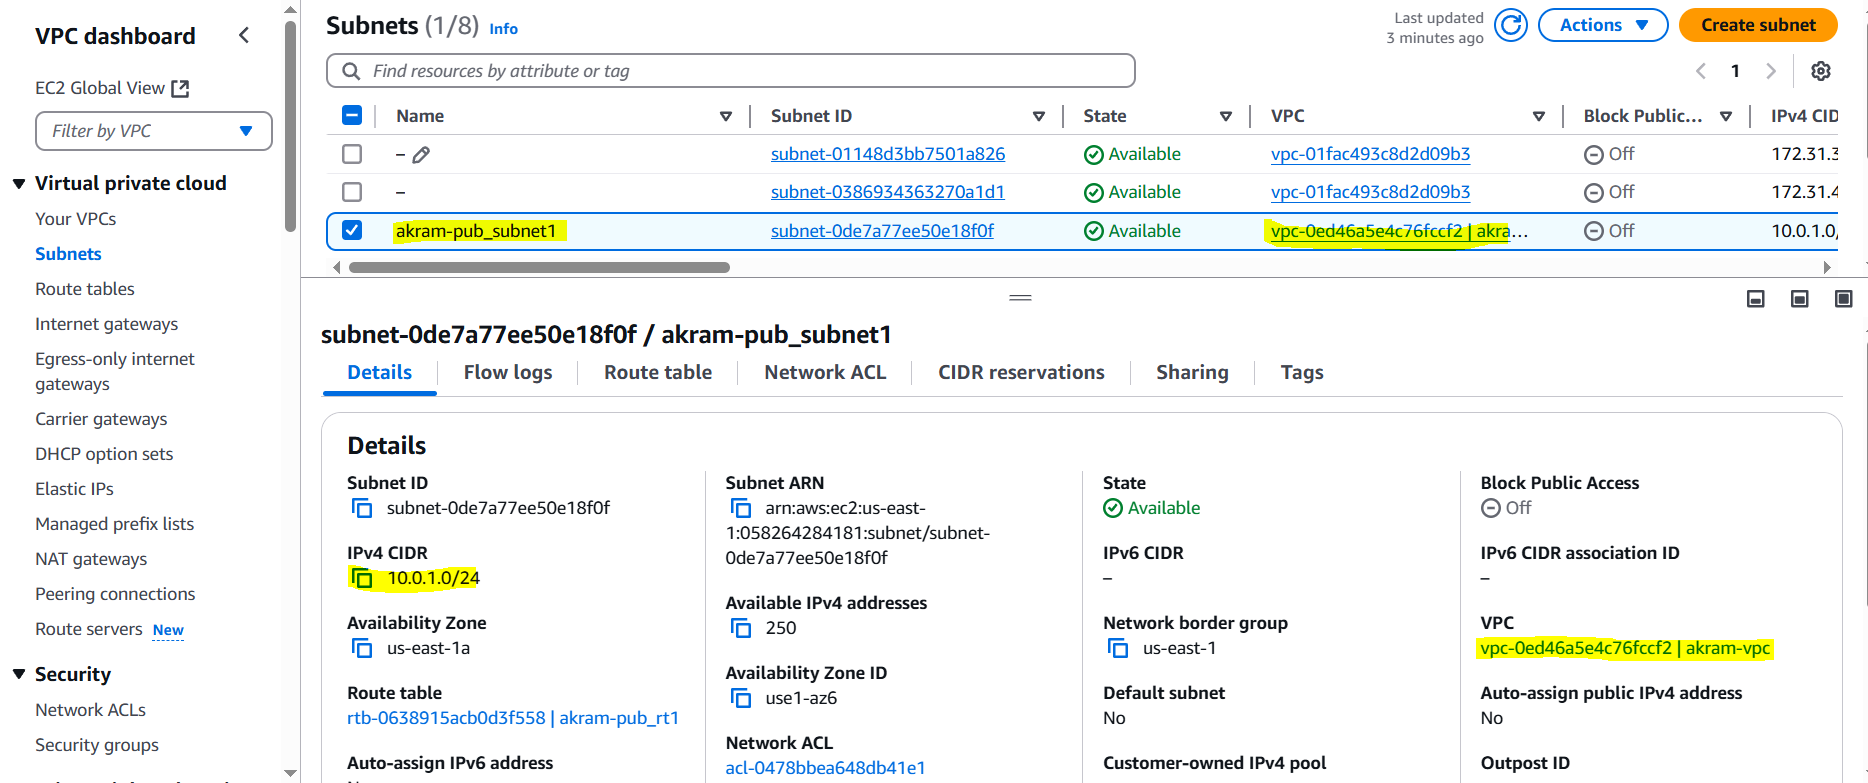 VPC dashboard
EC2 Global View
Filter by VPC
Virtual private cloud
Your VPCs
Subnets
Route tables
Internet gateways
Egress-only internet
gateways
Carrier gateways
DHCP option sets
Elastic IPs
Managed prefix lists
NAT gateways
Peering connections
Route servers New
Security
Network ACLs
Security groups
Subnets (1/8) Info
Last updated
3 minutes ago
Actions
Create subnet
Find resources by attribute or tag
1
Name Subnet ID State VPC Block Public... IPv4 CID
– subnet-01148d3bb7501a826 Available vpc-01fac493c8d2d09b3 Off 172.31.3
– subnet-0386934363270a1d1 Available vpc-01fac493c8d2d09b3 Off 172.31.4
akram-pub_subnet1 subnet-0de7a77ee50e18f0f Available vpc-0ed46a5e4c76fccf2 | akra... Off 10.0.1.0/
subnet-0de7a77ee50e18f0f / akram-pub_subnet1
Details Flow logs Route table Network ACL CIDR reservations Sharing Tags
Details
Subnet ID
subnet-0de7a77ee50e18f0f
IPv4 CIDR
10.0.1.0/24
Availability Zone
us-east-1a
Route table
rtb-0638915acb0d3f558 | akram-pub_rt1
Auto-assign IPv6 address
Subnet ARN
arn:aws:ec2:us-east-
1:058264284181:subnet/subnet-
0de7a77ee50e18f0f
Available IPv4 addresses
250
Availability Zone ID
use1-az6
Network ACL
acl-0478bbea648db41e1
State
Available
IPv6 CIDR
–
Network border group
us-east-1
Default subnet
No
Customer-owned IPv4 pool
Block Public Access
Off
IPv6 CIDR association ID
–
VPC
vpc-0ed46a5e4c76fccf2 | akram-vpc
Auto-assign public IPv4 address
No
Outpost ID